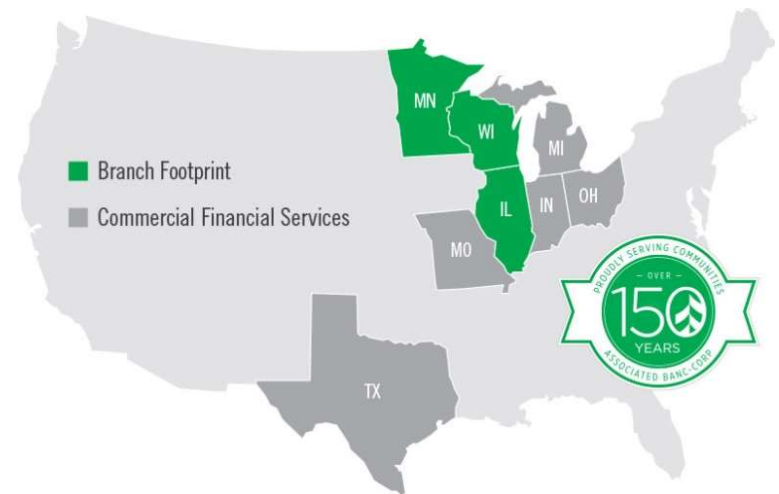 MN
WI
MI
Branch Footprint
Commercial Financial Services
IL
IN
OH
MO
TX
PROUDLY SERVING COMMUNITIES
OVER
150
YEARS
ASSOCIATED BANC-CORP